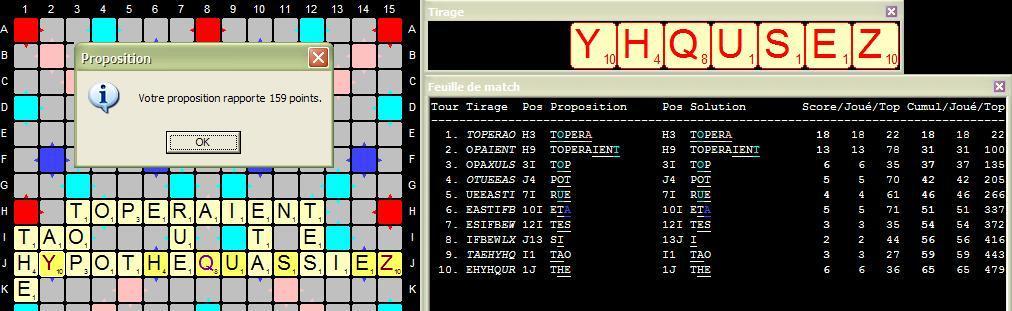 1 2 3 4 5 6 7 8 9 10 11 12 13 14 15
A A
B B
C C
D D
E E
F F
G G
H T O P E R A I E N T H
I T A O U T E I
J H Y P O T H E Q U A S S I E Z J
K E K
Proposition
Votre proposition rapporte 159 points.
OK
Tirage
Y10 H4 Q8 U1 S1 E1 Z10
Feuille de match
Tour Tirage Pos Proposition Pos Solution Score/Joué/Top Cumul/Joué/Top
1. TOPERAO H3 TOPERA H3 TOPERA 18 18 22 18 18 22
2. OPAIENT H9 TOPERAIENT H9 TOPERAIENT 13 13 78 31 31 100
3. OPAXULS 3I TOP 3I TOP 6 6 35 37 37 135
4. OTUEEAS J4 POT J4 POT 5 5 70 42 42 205
5. UEEASTI 7I RUE 7I RUE 4 4 61 46 46 266
6. EASTIFB 10I ETA 10I ETA 5 5 71 51 51 337
7. ESIFBEW 12I TES 12I TES 3 3 35 54 54 372
8. IFBEWLX J13 SI 13J I 2 2 44 56 56 416
9. TAEHYHQ I1 TAO I1 TAO 3 3 27 59 59 443
10. EHYHQUR 1J THE 1J THE 6 6 36 65 65 479